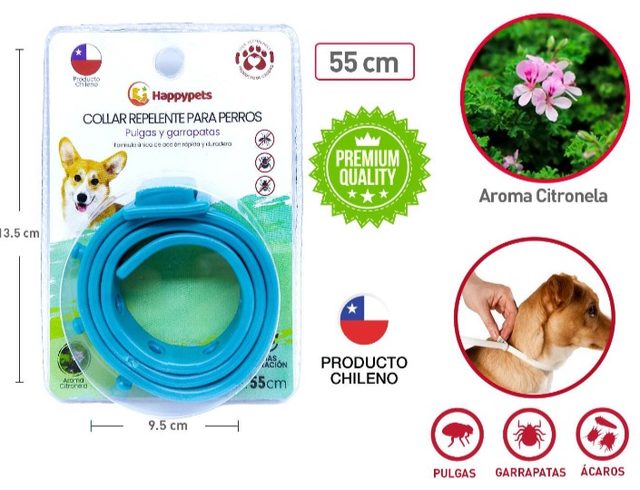 PRODUCTO
CHILENO
Happypets
COLLAR REPELENTE PARA PERROS
Pulgas y garrapatas
Aroma
Citronela
55cm
13.5 cm
9.5 cm
55 cm
PREMIUM
QUALITY
PRODUCTO
CHILENO
Aroma Citronela
PULGAS
GARRAPATAS
ÁCAROS